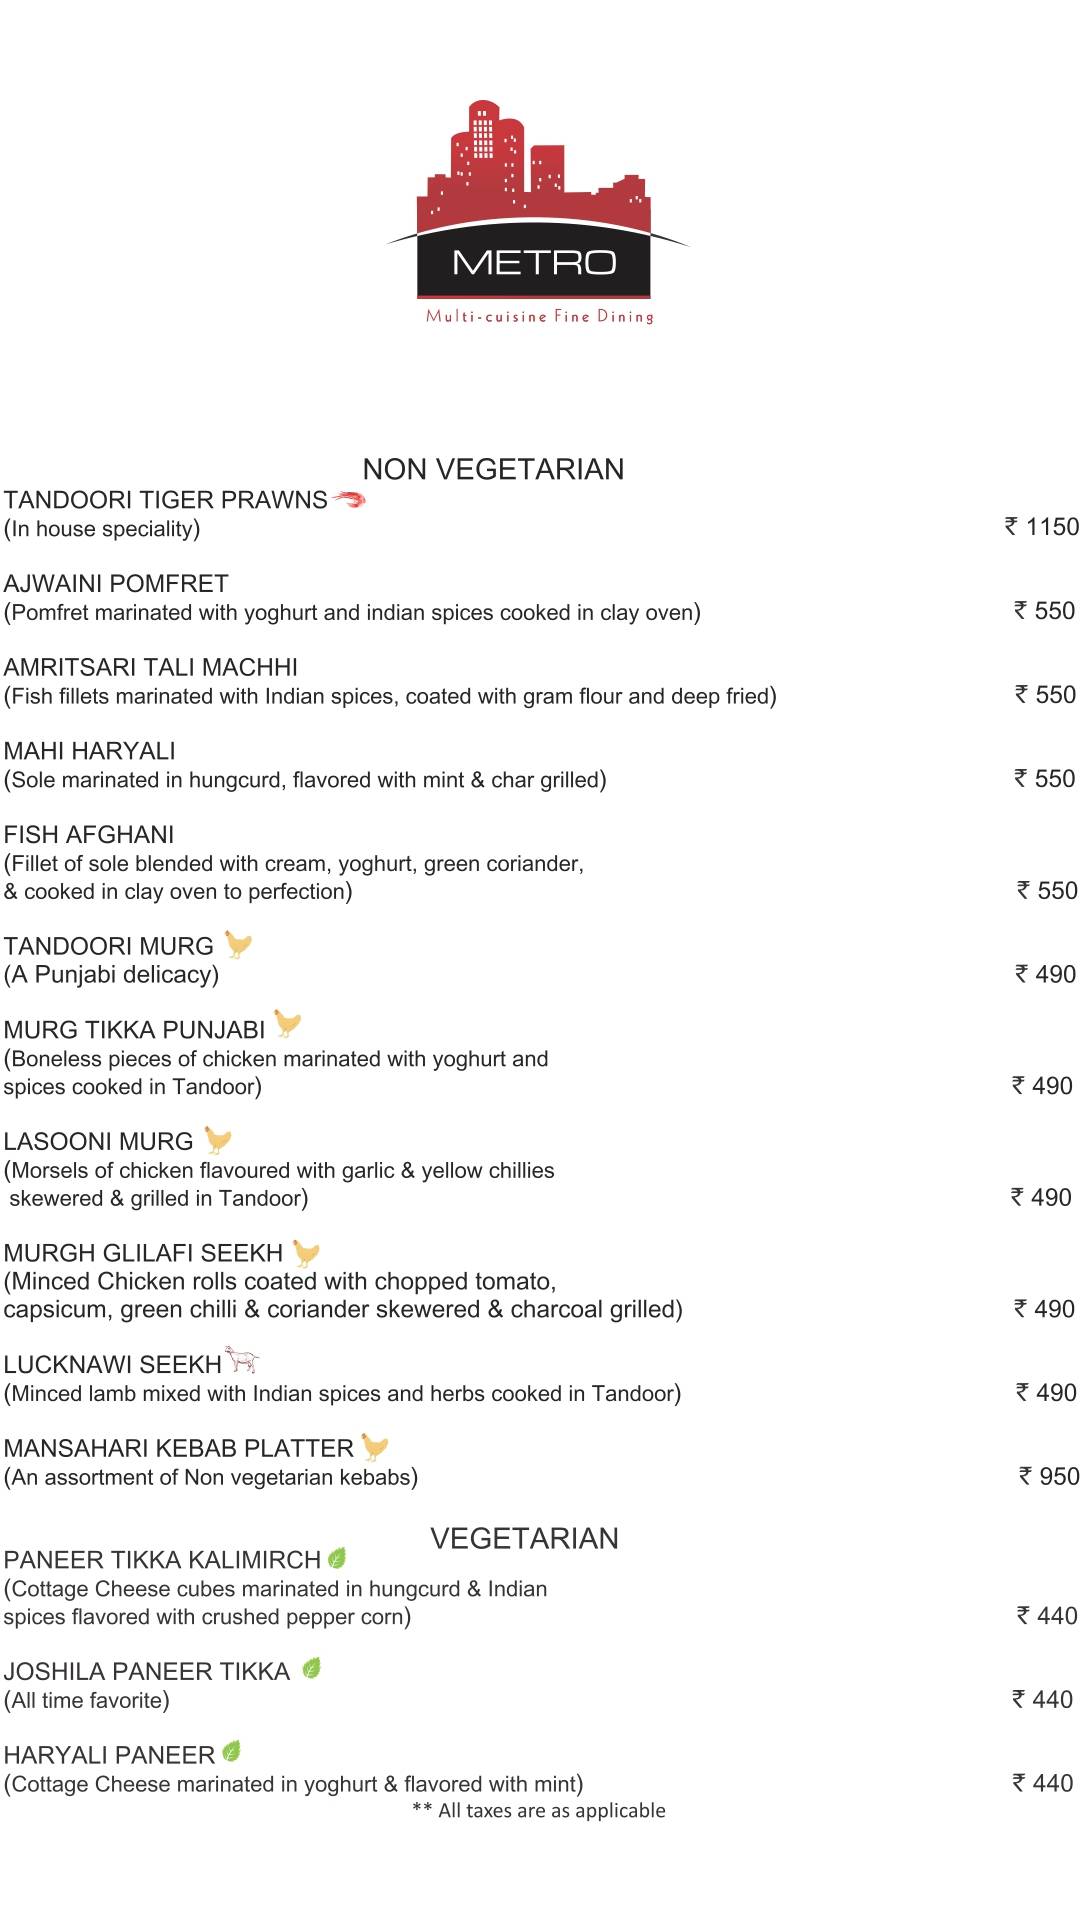 METRO
Multi-cuisine Fine Dining
NON VEGETARIAN
TANDOORI TIGER PRAWNS
(In house speciality) ₹ 1150
AJWAINI POMFRET
(Pomfret marinated with yoghurt and indian spices cooked in clay oven) ₹ 550
AMRITSARI TALI MACHHI
(Fish fillets marinated with Indian spices, coated with gram flour and deep fried) ₹ 550
MAHI HARYALI
(Sole marinated in hungcurd, flavored with mint & char grilled) ₹ 550
FISH AFGHANI
(Fillet of sole blended with cream, yoghurt, green coriander,
& cooked in clay oven to perfection) ₹ 550
TANDOORI MURG
(A Punjabi delicacy) ₹ 490
MURG TIKKA PUNJABI
(Boneless pieces of chicken marinated with yoghurt and
spices cooked in Tandoor) ₹ 490
LASOONI MURG
(Morsels of chicken flavoured with garlic & yellow chillies
skewered & grilled in Tandoor) ₹ 490
MURGH GLILAFI SEEKH
(Minced Chicken rolls coated with chopped tomato,
capsicum, green chilli & coriander skewered & charcoal grilled) ₹ 490
LUCKNAWI SEEKH
(Minced lamb mixed with Indian spices and herbs cooked in Tandoor) ₹ 490
MANSAHARI KEBAB PLATTER
(An assortment of Non vegetarian kebabs) ₹ 950
VEGETARIAN
PANEER TIKKA KALIMIRCH
(Cottage Cheese cubes marinated in hungcurd & Indian
spices flavored with crushed pepper corn) ₹ 440
JOSHILA PANEER TIKKA
(All time favorite) ₹ 440
HARYALI PANEER
(Cottage Cheese marinated in yoghurt & flavored with mint) ₹ 440
** All taxes are as applicable